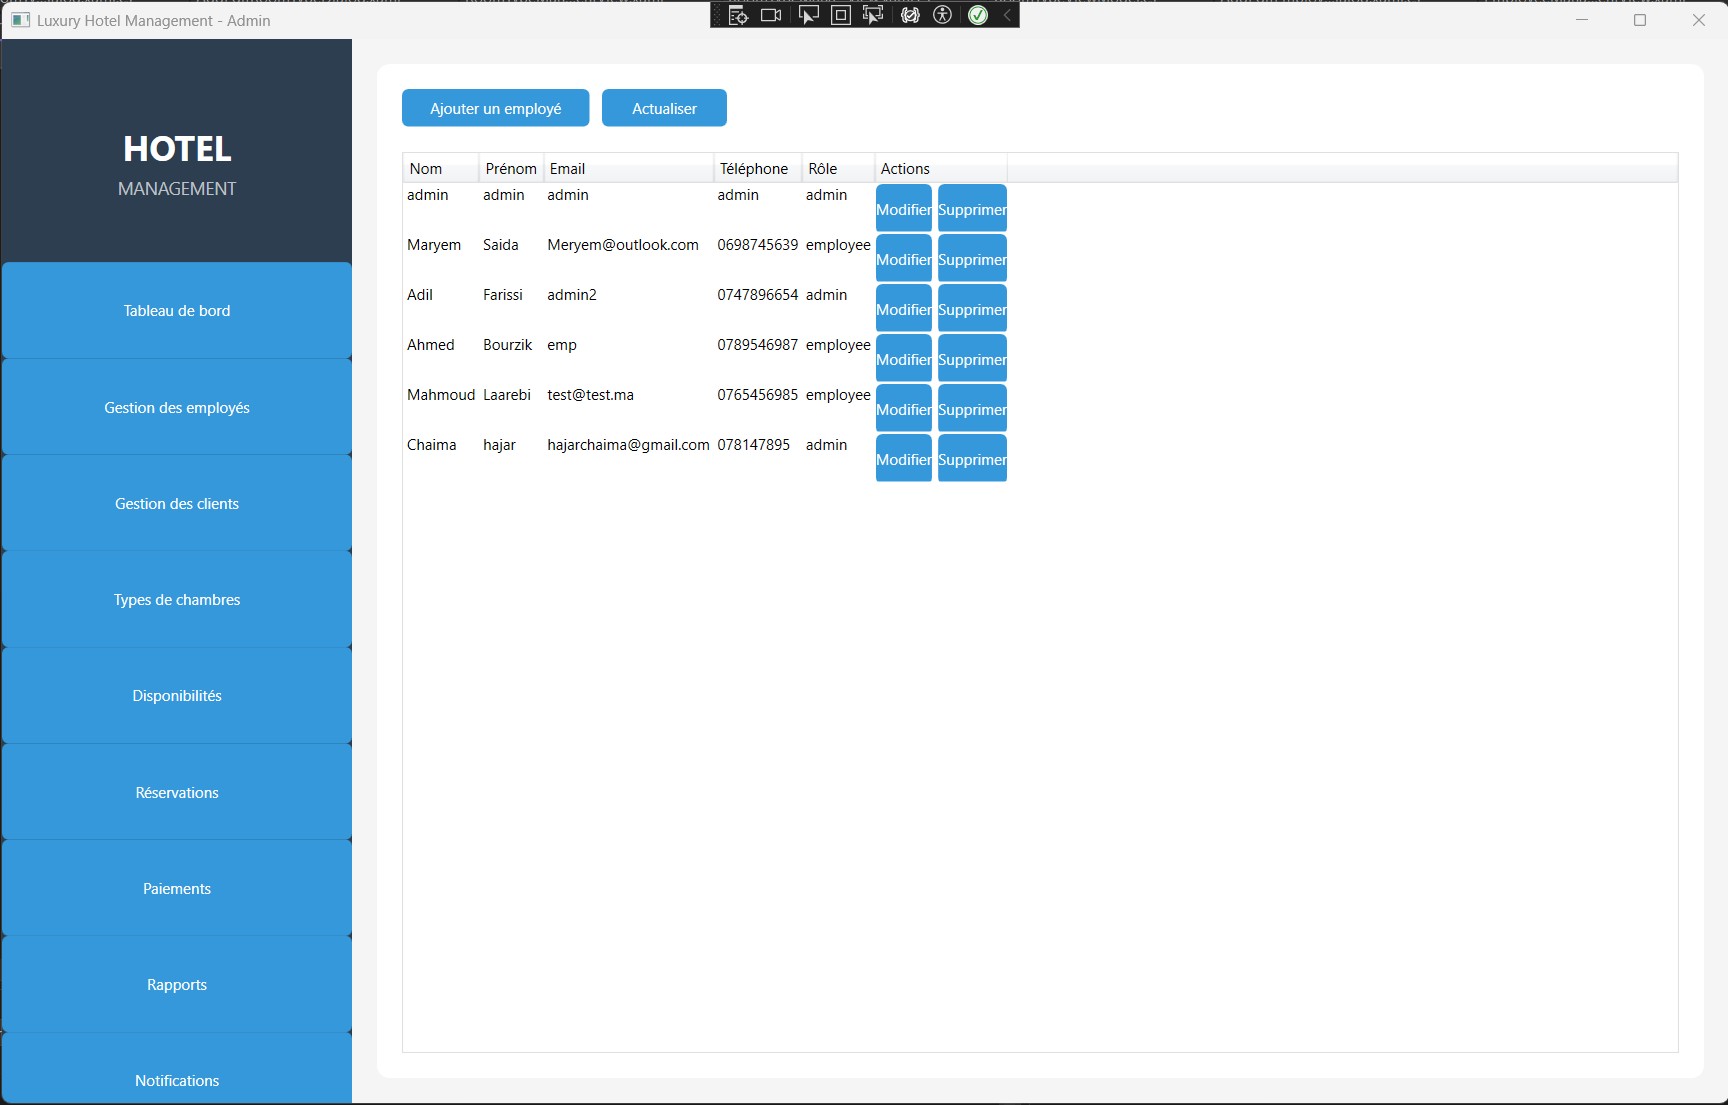 Luxury Hotel Management - Admin
HOTEL
MANAGEMENT
Tableau de bord
Gestion des employés
Gestion des clients
Types de chambres
Disponibilités
Réservations
Paiements
Rapports
Notifications
Ajouter un employé Actualiser
Nom Prénom Email Téléphone Rôle Actions
admin admin admin admin admin Modifier Supprimer
Maryem Saida Meryem@outlook.com 0698745639 employee Modifier Supprimer
Adil Farissi admin2 0747896654 admin Modifier Supprimer
Ahmed Bourzik emp 0789546987 employee Modifier Supprimer
Mahmoud Laarebi test@test.ma 0765456985 employee Modifier Supprimer
Chaima hajar hajarchaima@gmail.com 078147895 admin Modifier Supprimer